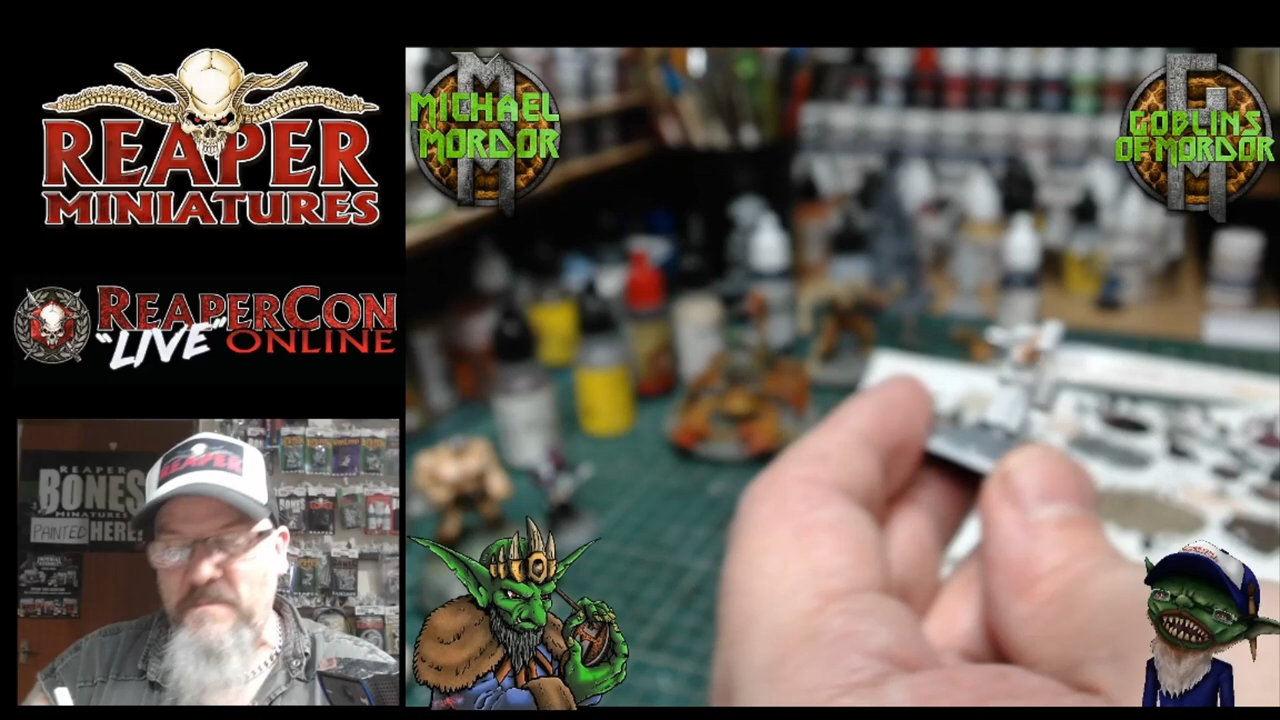 REAPER
MINIATURES
REAPERCON
"LIVE" ONLINE
MICHAEL
MORDOR
GOBLINS
OF MORDOR
REAPER
REAPER
BONES
MINIATURES
PAINTED HERE!